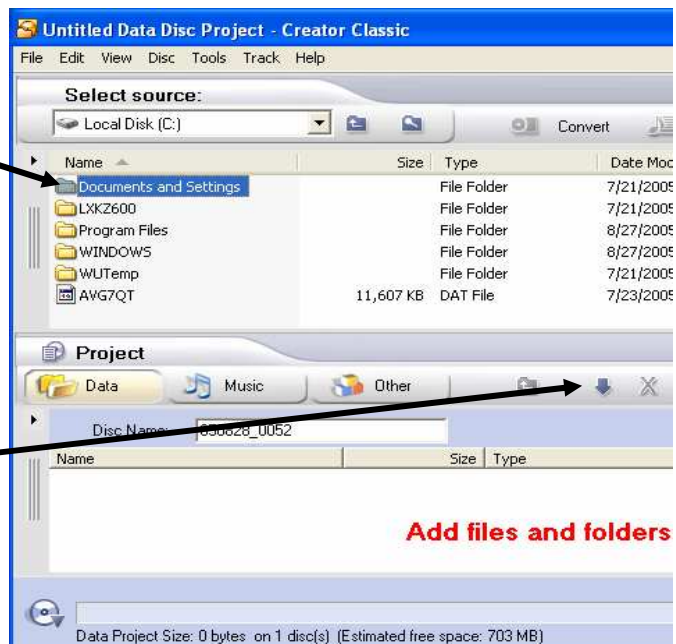 Untitled Data Disc Project - Creator Classic
File Edit View Disc Tools Track Help
Select source:
Local Disk (C:) Convert
Name Size Type Date Mod
Documents and Settings File Folder 7/21/2005
LXKZ600 File Folder 7/21/2005
Program Files File Folder 8/27/2005
WINDOWS File Folder 8/27/2005
WUTemp File Folder 7/21/2005
AVG7QT 11,607 KB DAT File 7/23/2005
Project
Data Music Other
Disc Name: 050828_0052
Name Size Type
Add files and folders
Data Project Size: 0 bytes on 1 disc(s) (Estimated free space: 703 MB)